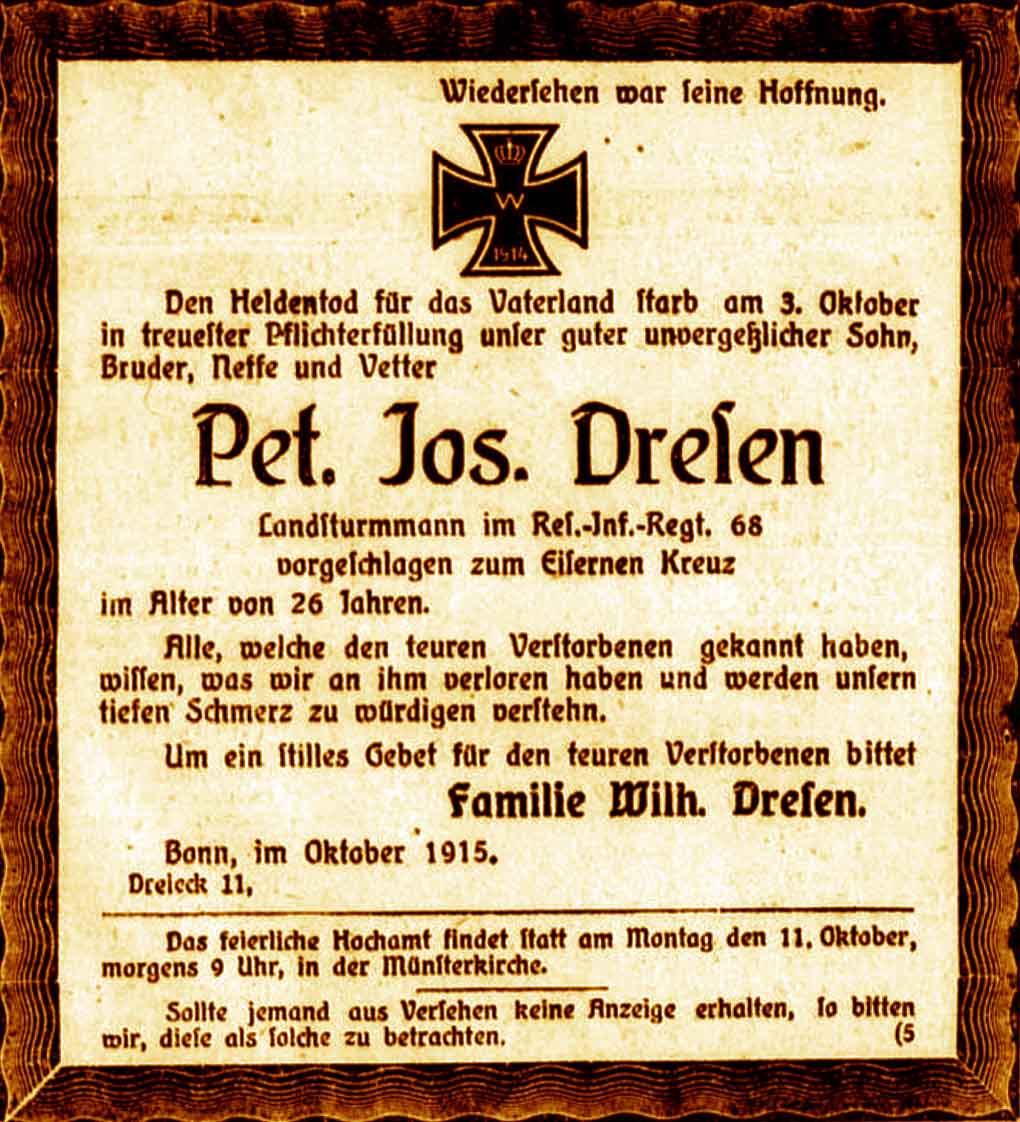 Wiederſehen war ſeine Hoffnung.
W
1914
Den Heldentod für das Vaterland ſtarb am 3. Oktober
in treueſter Pflichterfüllung unſer guter unvergeßlicher Sohn,
Bruder, Neffe und Vetter
Pet. Jos. Dreſen
Landſturmmann im Reſ.-Inf.-Regt. 68
vorgeſchlagen zum Eiſernen Kreuz
im Alter von 26 Jahren.
Alle, welche den teuren Verſtorbenen gekannt haben,
wiſſen, was wir an ihm verloren haben und werden unſern
tiefen Schmerz zu würdigen verſtehn.
Um ein ſtilles Gebet für den teuren Verſtorbenen bittet
Familie Wilh. Dreſen.
Bonn, im Oktober 1915.
Dreieck 11,
Das feierliche Hochamt findet ſtatt am Montag den 11. Oktober,
morgens 9 Uhr, in der Münſterkirche.
Sollte jemand aus Verſehen keine Anzeige erhalten, ſo bitten
wir, dieſe als ſolche zu betrachten. (5